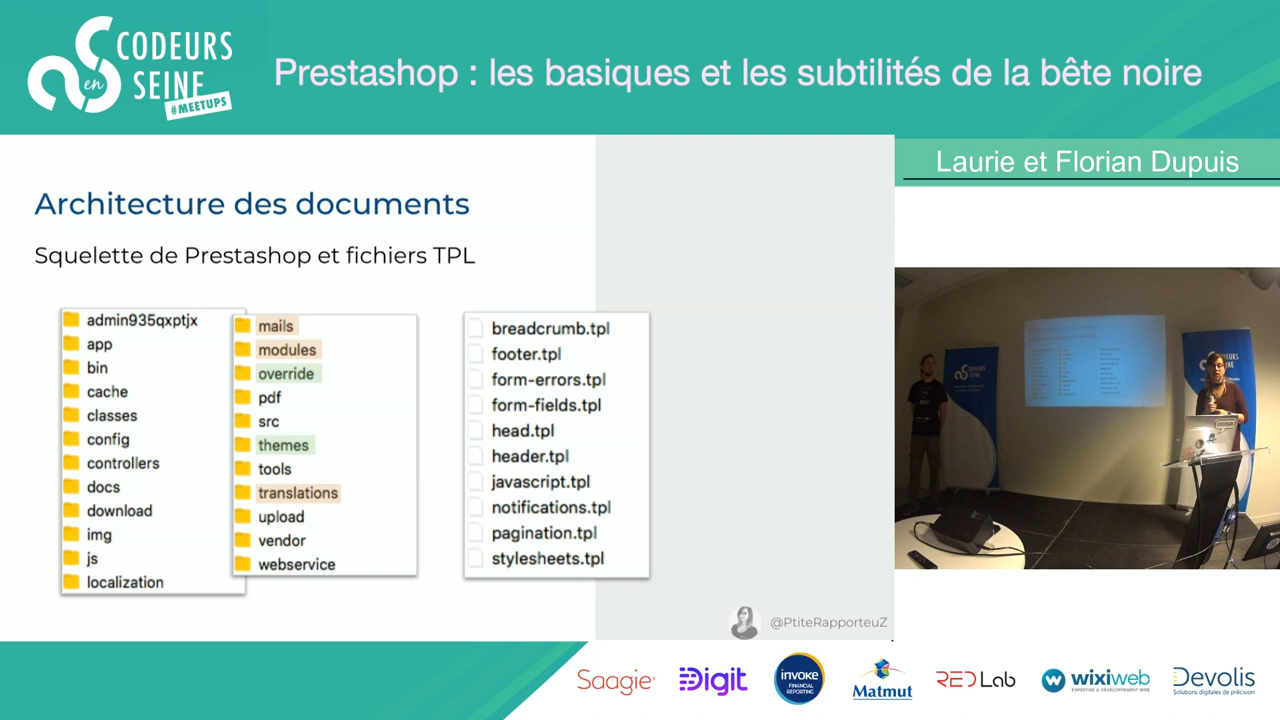 CODEURS
en
SEINE
#MEETUPS
Prestashop : les basiques et les subtilités de la bête noire
Laurie et Florian Dupuis
Architecture des documents
Squelette de Prestashop et fichiers TPL
admin935qxptjx
app
bin
cache
classes
config
controllers
docs
download
img
js
localization
mails
modules
override
pdf
src
themes
tools
translations
upload
vendor
webservice
breadcrumb.tpl
footer.tpl
form-errors.tpl
form-fields.tpl
head.tpl
header.tpl
javascript.tpl
notifications.tpl
pagination.tpl
stylesheets.tpl
@PtiteRapporteuZ
CODEURS
SEINE
CODEURS
SEINE
Saagie
Digit
invoke
FINANCIAL
REPORTING
Matmut
REDLab
wixiweb
EXPERTISE & DÉVELOPPEMENT WEB
Devolis
Solutions digitales de précision